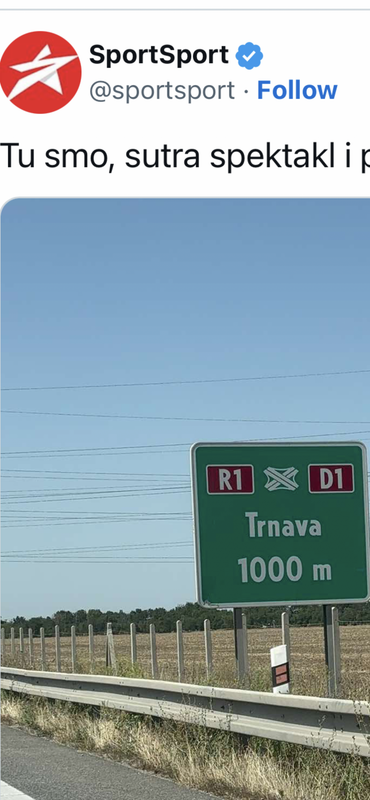 SportSport
@sportsport · Follow
Tu smo, sutra spektakl i
R1 D1
Trnava
1000 m